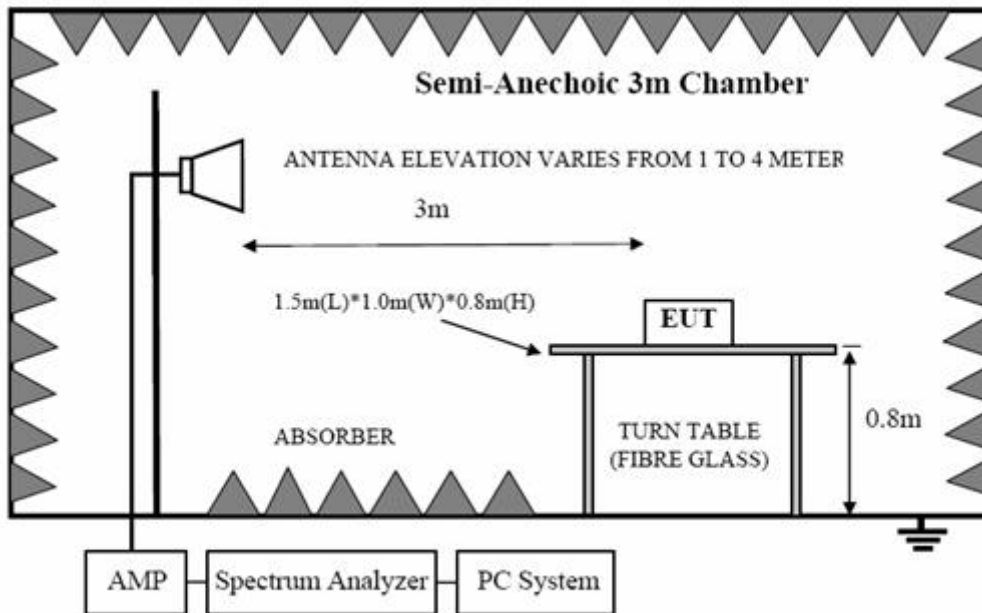 Semi-Anechoic 3m Chamber
ANTENNA ELEVATION VARIES FROM 1 TO 4 METER
3m
1.5m(L)*1.0m(W)*0.8m(H)
EUT
0.8m
ABSORBER
TURN TABLE
(FIBRE GLASS)
AMP
Spectrum Analyzer
PC System